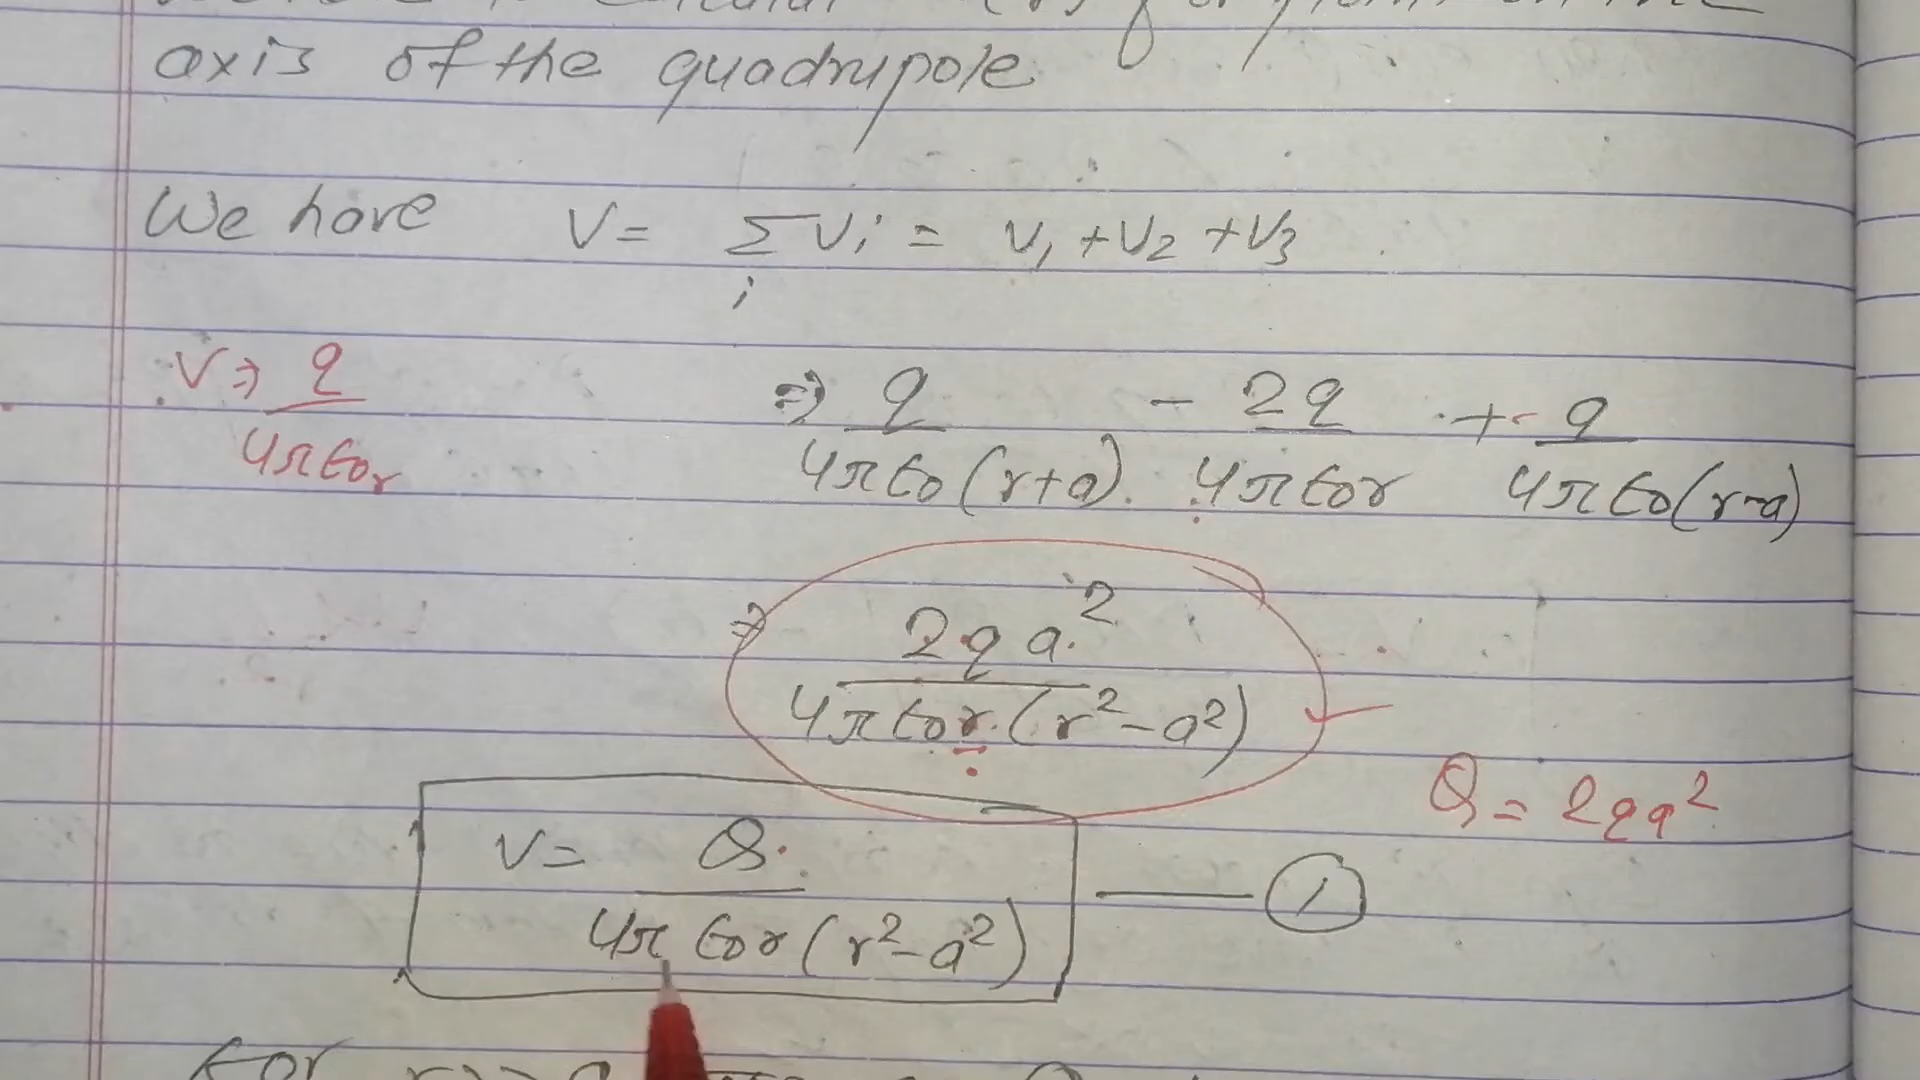 axis of the quadrupole
We have V = Σ Vi = V1 + V2 + V3
i
V ⇒ q / 4πε0r
⇒ q / 4πε0(r+a) - 2q / 4πε0r + q / 4πε0(r-a)
⇒ 2qa² / 4πε0r(r²-a²)
Q = 2qa²
V = Q / 4πε0r(r²-a²) — 1
For r>>a